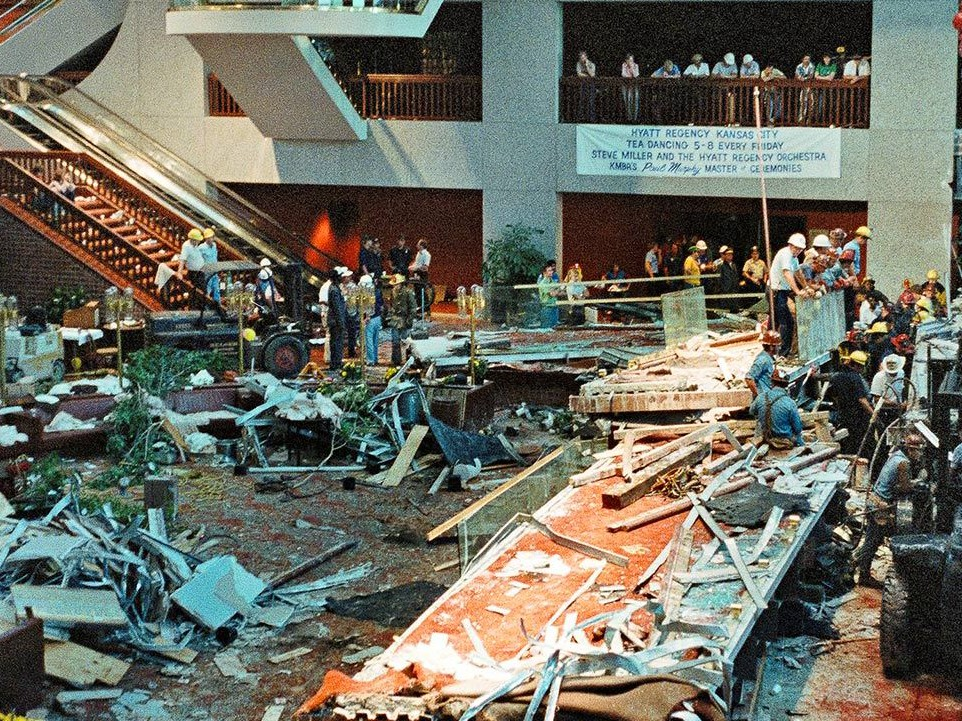 HYATT REGENCY KANSAS CITY
TEA DANCING 5-8 EVERY FRIDAY
STEVE MILLER AND THE HYATT REGENCY ORCHESTRA
KMBR'S Paul Murphy MASTER of CEREMONIES